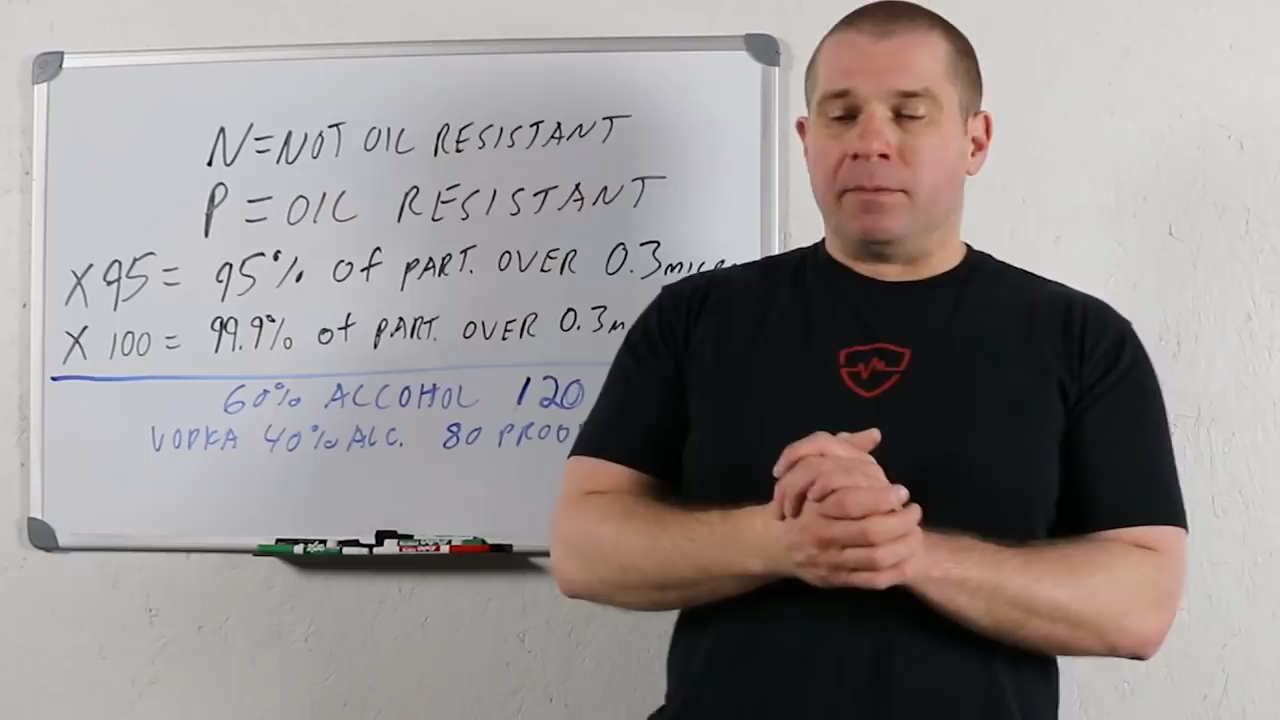 N=NOT OIL RESISTANT
P=OIL RESISTANT
X95= 95% Of PART. OVER 0.3
X 100= 99.9% of PART. OVER 0.3
60% ALCOHOL 120
VODKA 40% ALC. 80 PROO